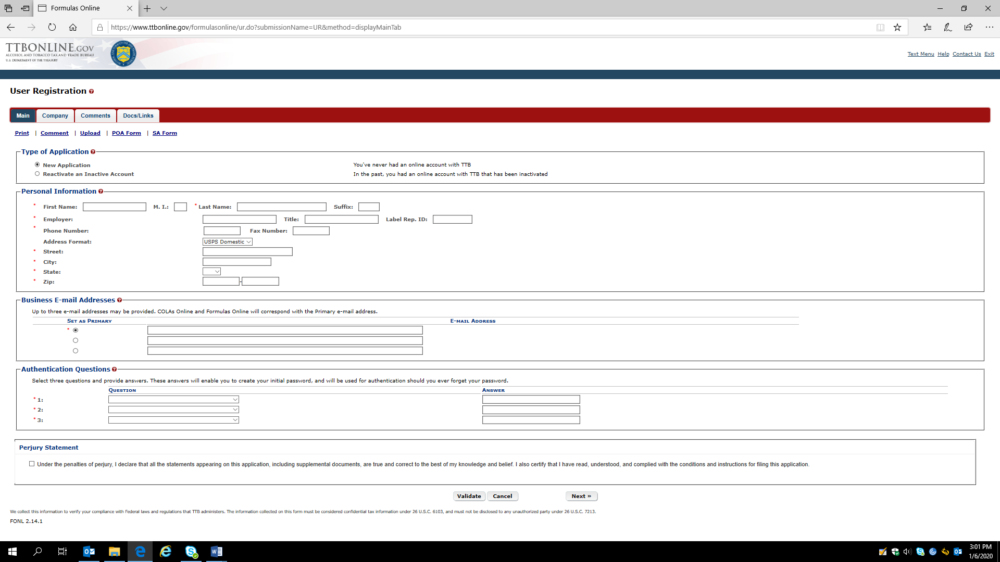 Formulas Online
https://www.ttbonline.gov/formulasonline/ur.do?submissionName=UR&method=displayMainTab
TTBONLINE.GOV
ALCOHOL AND TOBACCO TAX AND TRADE BUREAU
U.S. DEPARTMENT OF THE TREASURY
Text Menu Help Contact Us Exit
User Registration ?
Main Company Comments Docs/Links
Print | Comment | Upload | POA Form | SA Form
Type of Application ?
New Application You've never had an online account with TTB
Reactivate an Inactive Account In the past, you had an online account with TTB that has been inactivated
Personal Information ?
* First Name: M. I.: * Last Name: Suffix:
* Employer: Title: Label Rep. ID:
* Phone Number: Fax Number:
Address Format: USPS Domestic
* Street:
* City:
* State:
* Zip: -
Business E-mail Addresses ?
Up to three e-mail addresses may be provided. COLAs Online and Formulas Online will correspond with the Primary e-mail address.
SET AS PRIMARY E-MAIL ADDRESS
*
Authentication Questions ?
Select three questions and provide answers. These answers will enable you to create your initial password, and will be used for authentication should you ever forget your password.
QUESTION ANSWER
* 1:
* 2:
* 3:
Perjury Statement
Under the penalties of perjury, I declare that all the statements appearing on this application, including supplemental documents, are true and correct to the best of my knowledge and belief. I also certify that I have read, understood, and complied with the conditions and instructions for filing this application.
Validate Cancel Next »
We collect this information to verify your compliance with Federal laws and regulations that TTB administers. The information collected on this form must be considered confidential tax information under 26 U.S.C. 6103, and must not be disclosed to any unauthorized party under 26 U.S.C. 7213.
FONL 2.14.1
3:01 PM
1/6/2020